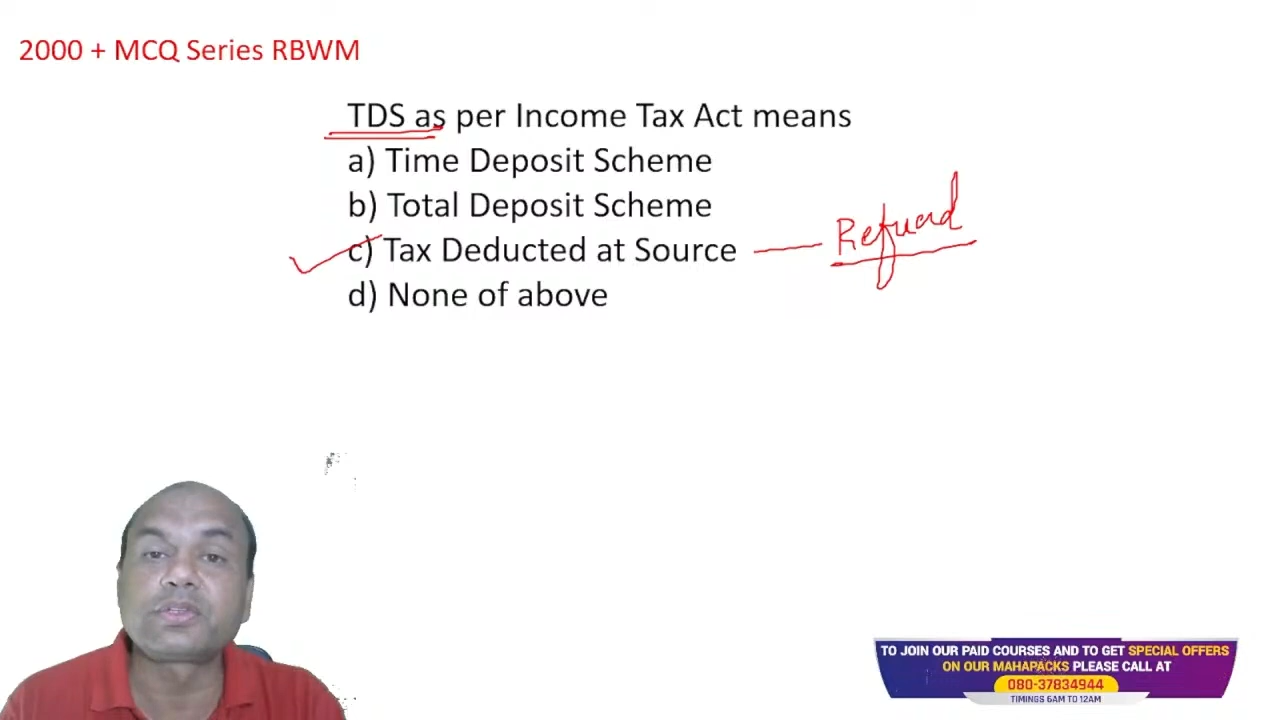 2000 + MCQ Series RBWM
TDS as per Income Tax Act means
a) Time Deposit Scheme
b) Total Deposit Scheme
c) Tax Deducted at Source
Refund
d) None of above
TO JOIN OUR PAID COURSES AND TO GET SPECIAL OFFERS
ON OUR MAHAPACKS PLEASE CALL AT
080-37834944
TIMINGS 6AM TO 12AM